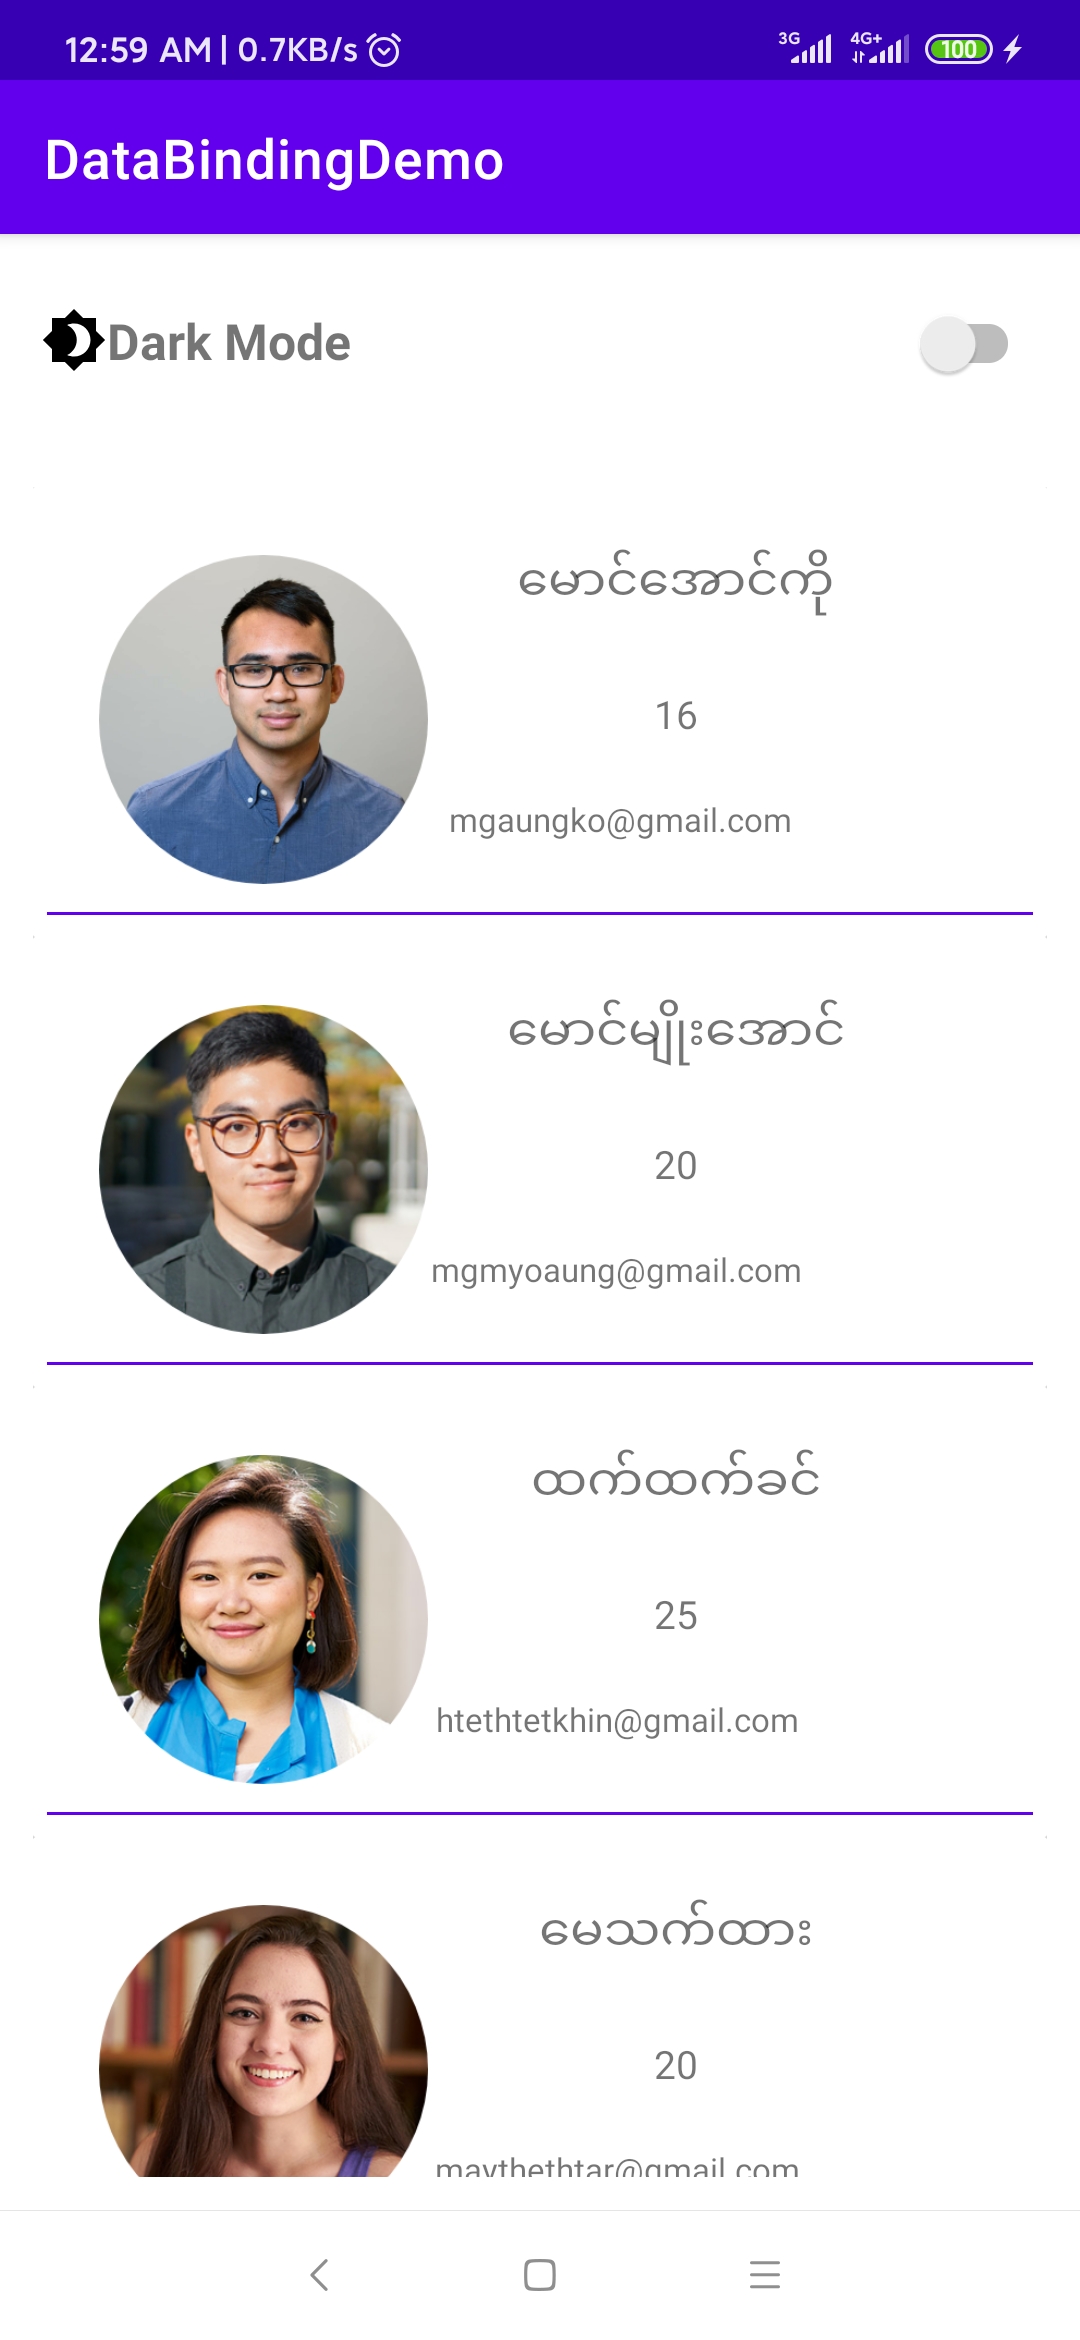 12:59 AM | 0.7KB/s 3G 4G+ 100
DataBindingDemo
Dark Mode
မောင်အောင်ကို
16
mgaungko@gmail.com
မောင်မျိုးအောင်
20
mgmyoaung@gmail.com
ထက်ထက်ခင်
25
htethtetkhin@gmail.com
မေသက်ထား
20
maythethtar@gmail.com